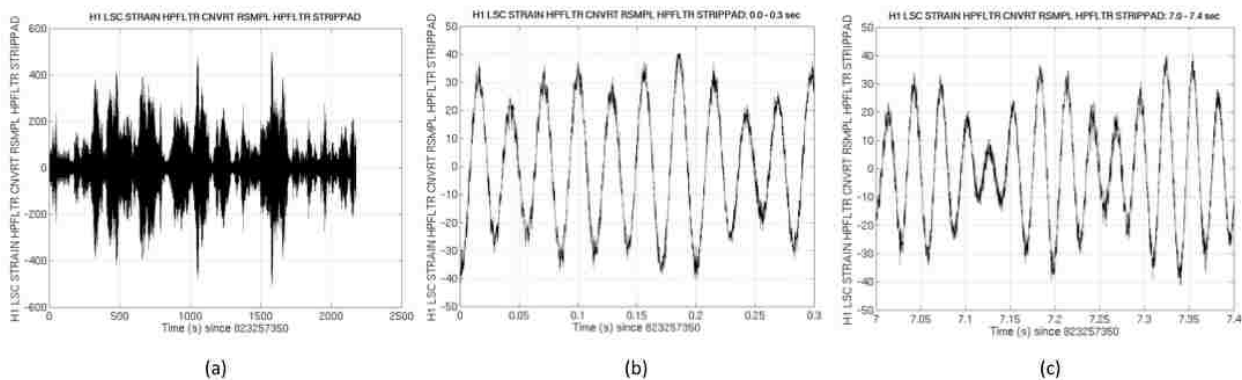 H1 LSC STRAIN HPFLTR CNVRT RSMPL HPFLTR STRIPPAD
H1 LSC STRAIN HPFLTR CNVRT RSMPL HPFLTR STRIPPAD
600
400
200
0
-200
-400
-600
0 500 1000 1500 2000 2500
Time (s) since 823257350
(a)
H1 LSC STRAIN HPFLTR CNVRT RSMPL HPFLTR STRIPPAD: 0.0 - 0.3 sec
H1 LSC STRAIN HPFLTR CNVRT RSMPL HPFLTR STRIPPAD
50
40
30
20
10
0
-10
-20
-30
-40
-50
0 0.05 0.1 0.15 0.2 0.25 0.3
Time (s) since 823257350
(b)
H1 LSC STRAIN HPFLTR CNVRT RSMPL HPFLTR STRIPPAD: 7.0 - 7.4 sec
H1 LSC STRAIN HPFLTR CNVRT RSMPL HPFLTR STRIPPAD
50
40
30
20
10
0
-10
-20
-30
-40
-50
7 7.05 7.1 7.15 7.2 7.25 7.3 7.35 7.4
Time (s) since 823257350
(c)